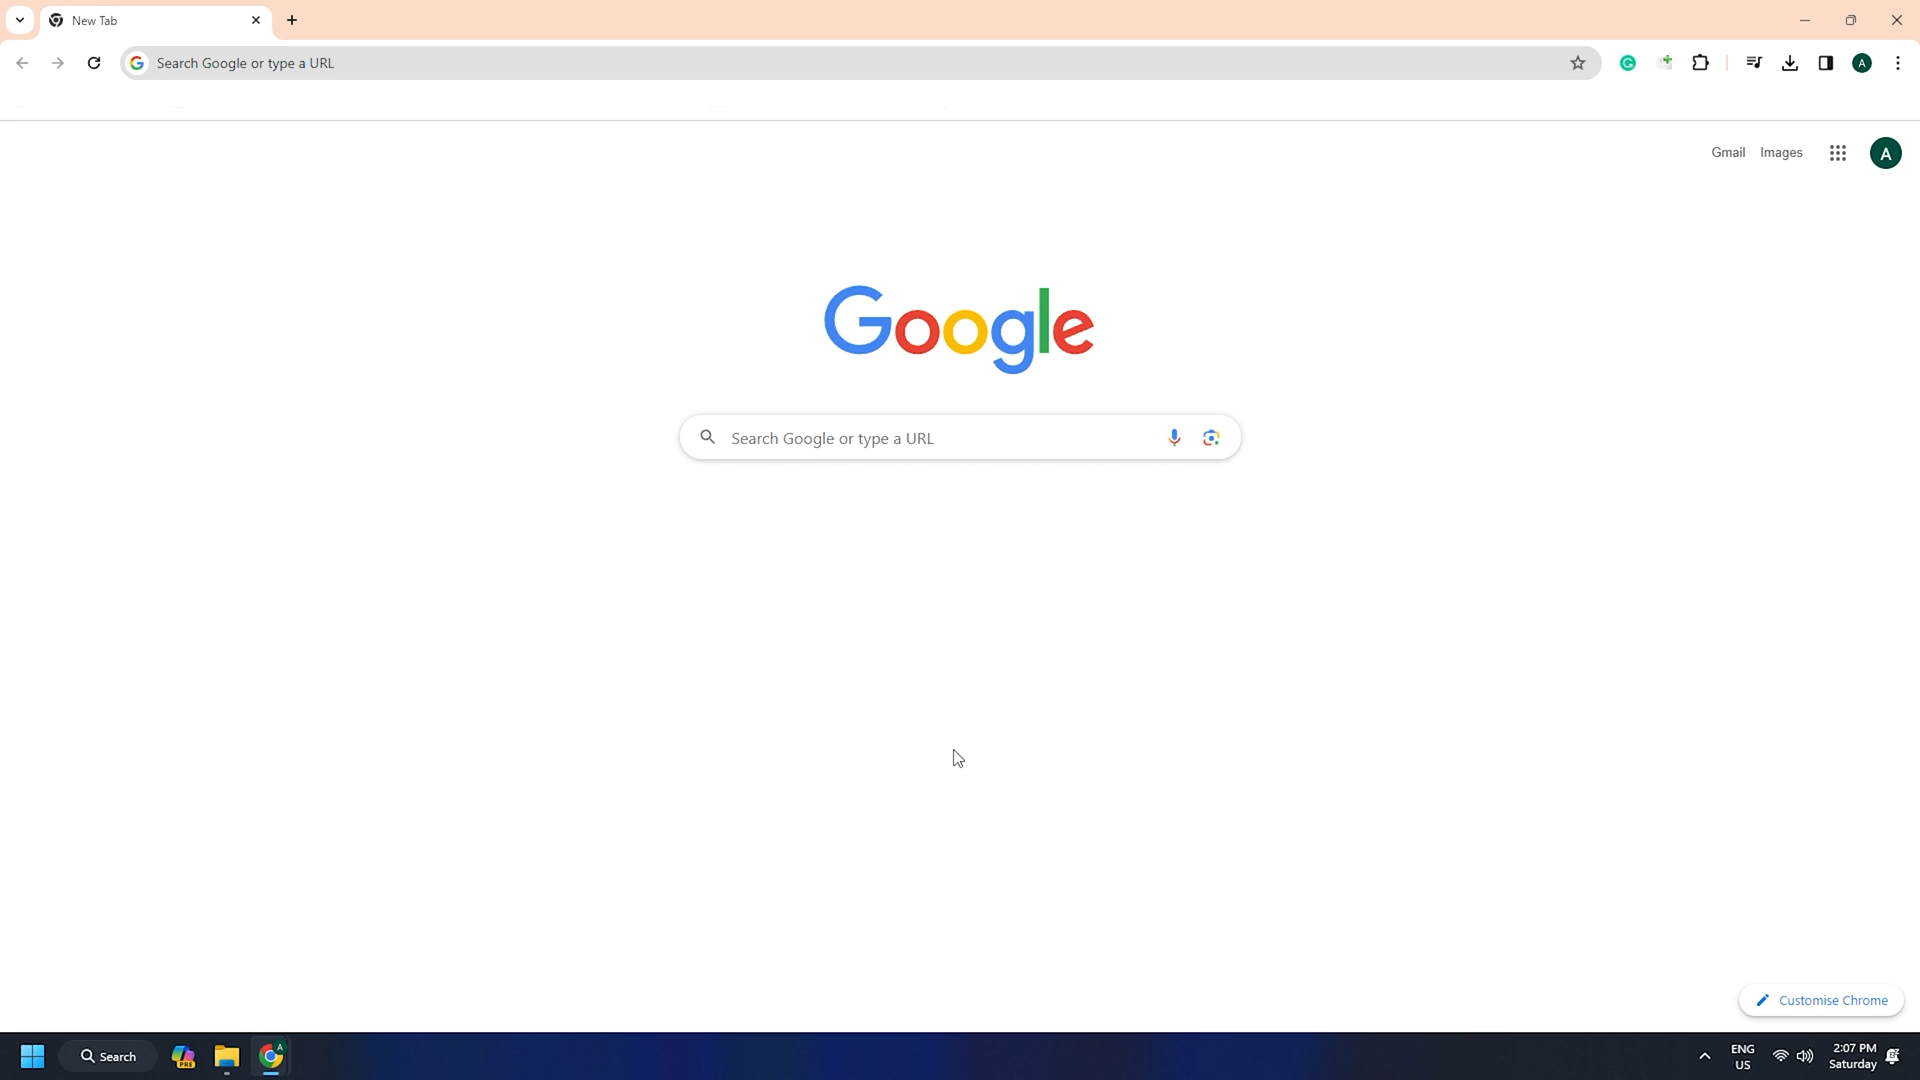 New Tab
Search Google or type a URL
A
Gmail Images A
Google
Search Google or type a URL
Customise Chrome
Search
PRE
A
ENG
US
2:07 PM
Saturday